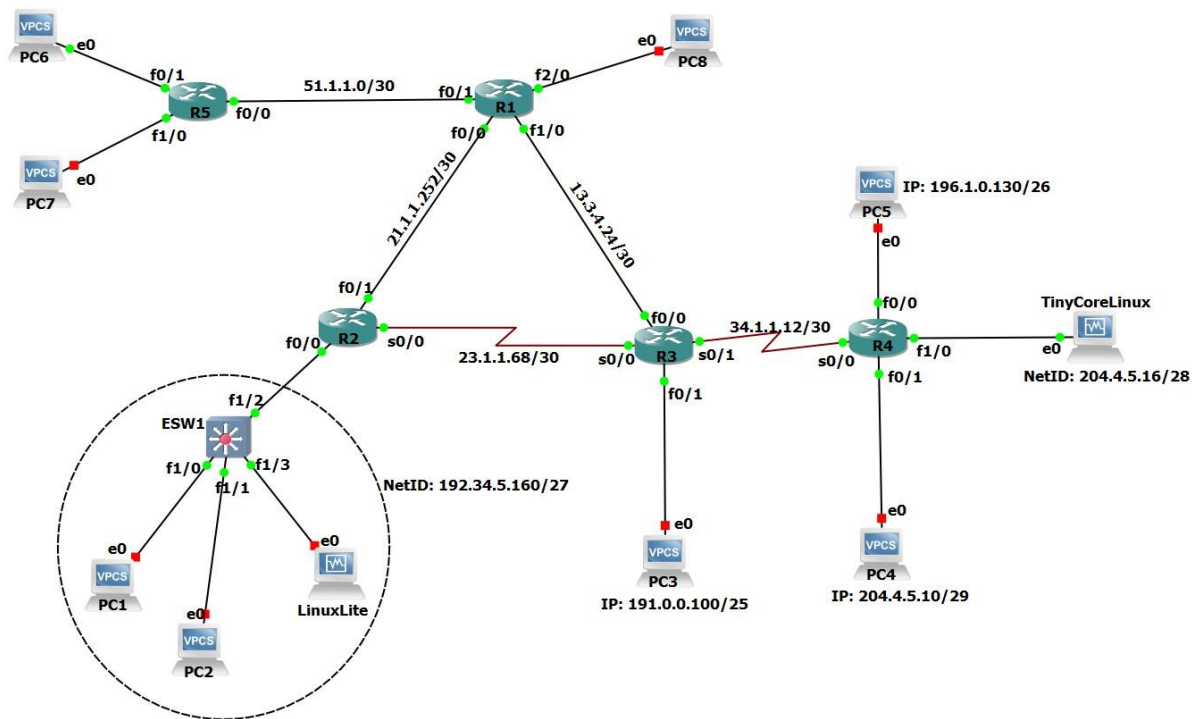 VPCS
PC6
e0
f0/1
R5
f0/0
f1/0
VPCS
PC7
e0
51.1.1.0/30
f0/1
R1
f2/0
f0/0
f1/0
e0
VPCS
PC8
21.1.1.252/30
13.3.4.24/30
f0/1
R2
s0/0
f0/0
23.1.1.68/30
f0/0
s0/0
R3
s0/1
f0/1
34.1.1.12/30
VPCS
PC5
IP: 196.1.0.130/26
e0
f0/0
s0/0
R4
f1/0
f0/1
TinyCoreLinux
e0
NetID: 204.4.5.16/28
f1/2
ESW1
f1/0
f1/1
f1/3
NetID: 192.34.5.160/27
e0
VPCS
PC1
e0
VPCS
PC2
e0
LinuxLite
e0
VPCS
PC3
IP: 191.0.0.100/25
e0
VPCS
PC4
IP: 204.4.5.10/29